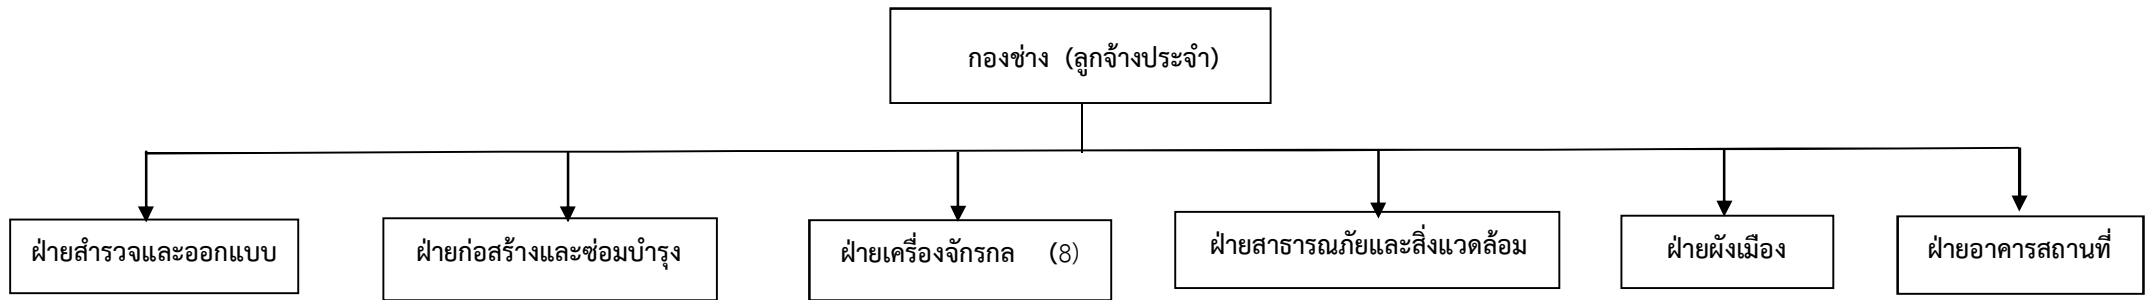 กองช่าง (ลูกจ้างประจำ)
ฝ่ายสำรวจและออกแบบ
ฝ่ายก่อสร้างและซ่อมบำรุง
ฝ่ายเครื่องจักรกล (8)
ฝ่ายสาธารณภัยและสิ่งแวดล้อม
ฝ่ายผังเมือง
ฝ่ายอาคารสถานที่